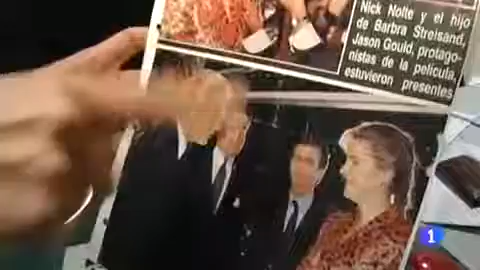 Nick Nolte y el hijo
de Barbra Streisand,
Jason Gould, protago-
nistas de la película,
estuvieron presentes
1